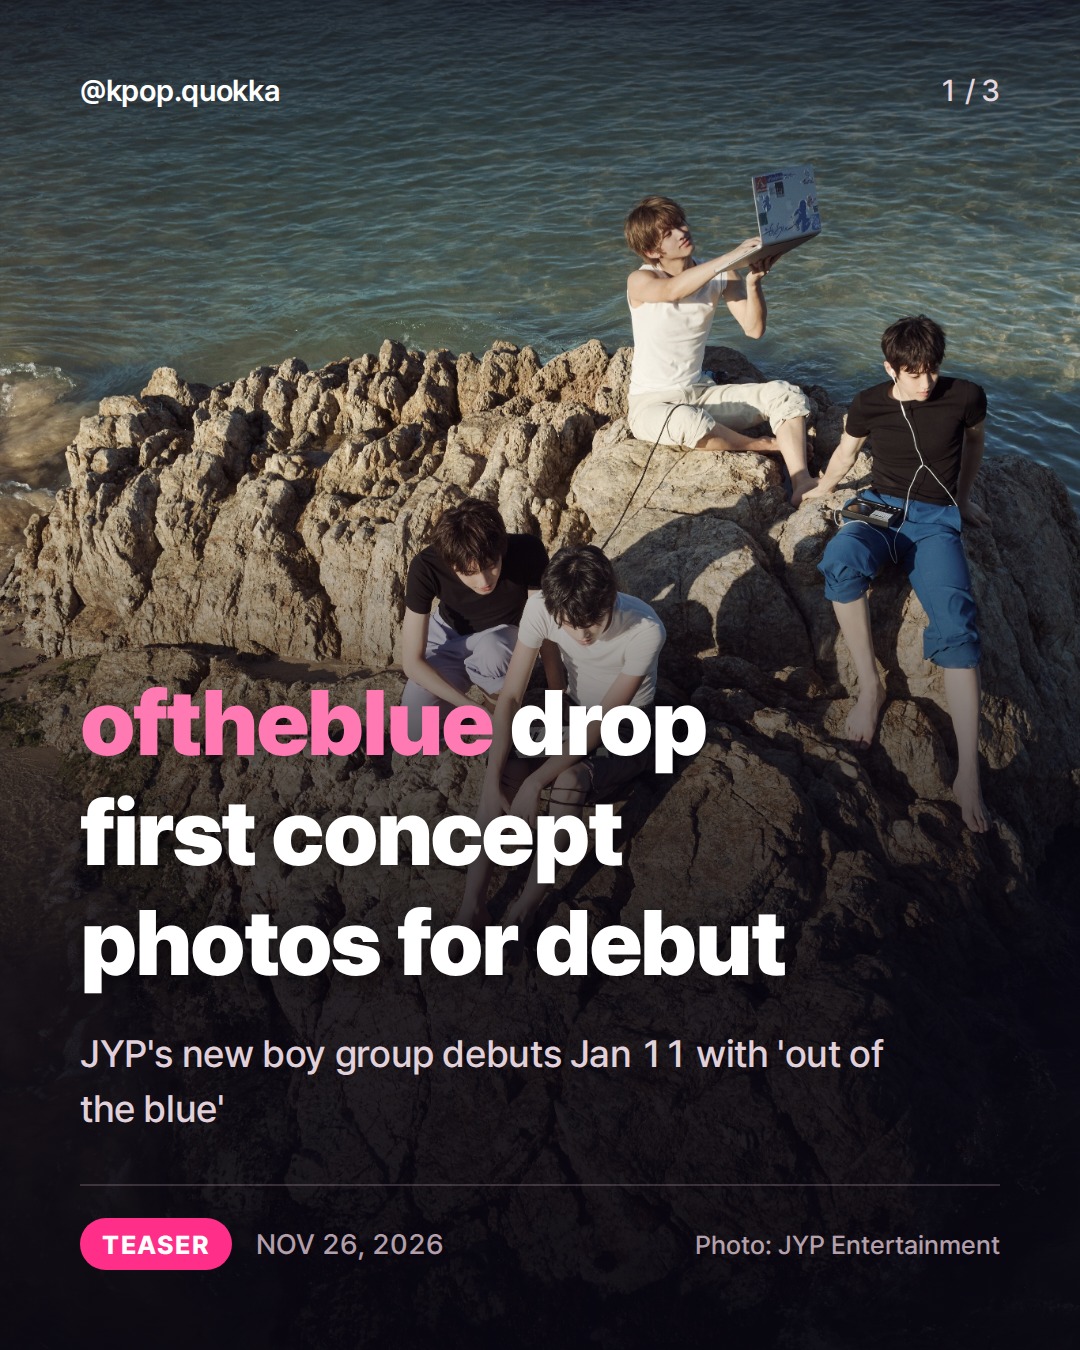 @kpop.quokka
1 / 3
oftheblue drop
first concept
photos for debut
JYP's new boy group debuts Jan 11 with 'out of
the blue'
TEASER
NOV 26, 2026
Photo: JYP Entertainment